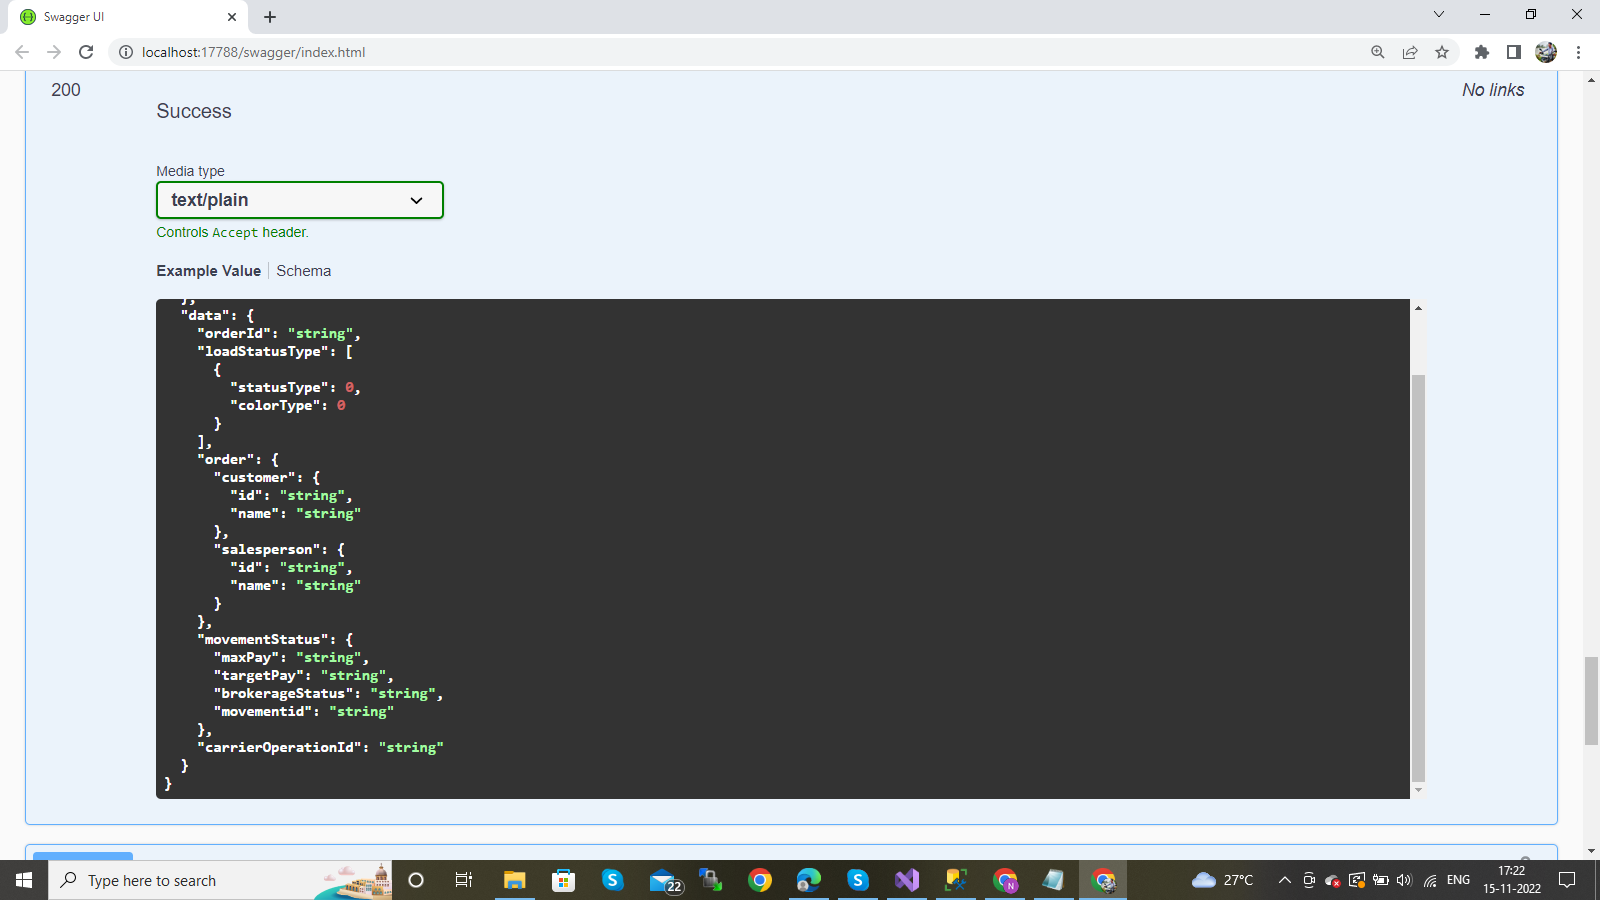 Swagger UI
localhost:17788/swagger/index.html
200
No links
Success
Media type
text/plain
Controls Accept header.
Example Value
Schema
},
"data": {
"orderId": "string",
"loadStatusType": [
{
"statusType": 0,
"colorType": 0
}
],
"order": {
"customer": {
"id": "string",
"name": "string"
},
"salesperson": {
"id": "string",
"name": "string"
}
},
"movementStatus": {
"maxPay": "string",
"targetPay": "string",
"brokerageStatus": "string",
"movementid": "string"
},
"carrierOperationId": "string"
}
}
Type here to search
22
N
27°C
ENG
17:22
15-11-2022